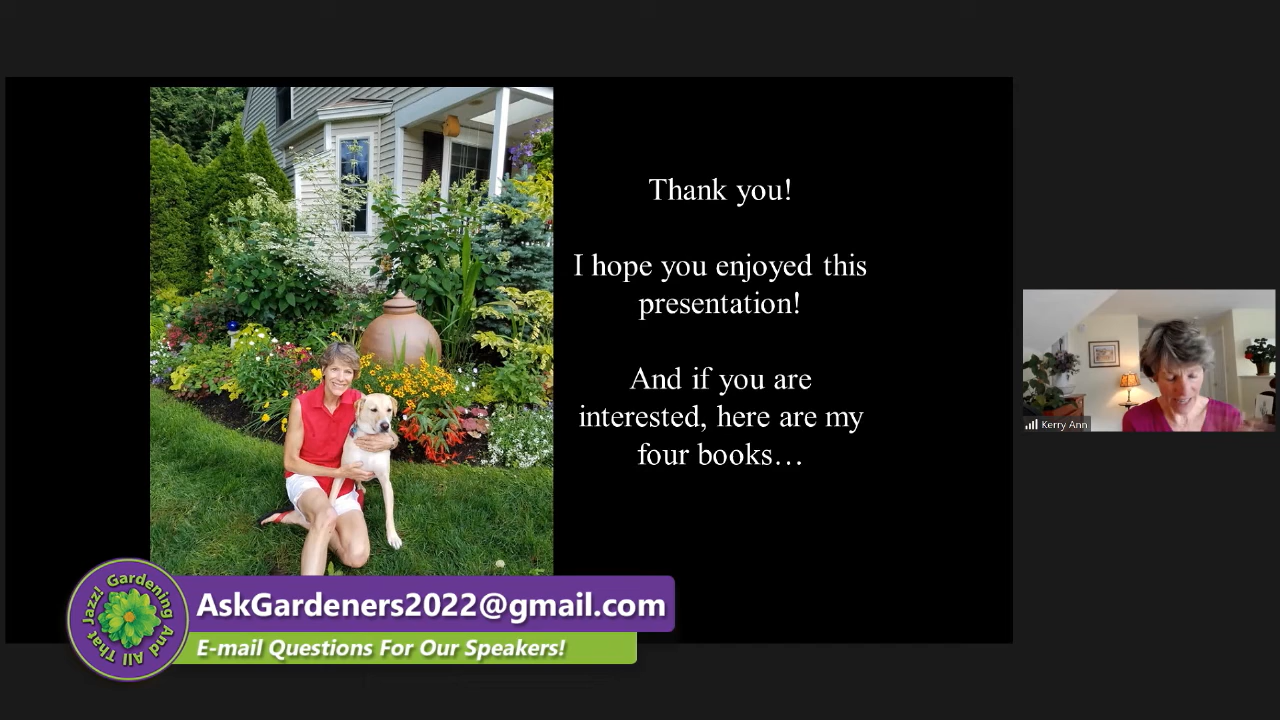 Thank you!
I hope you enjoyed this
presentation!
And if you are
interested, here are my
four books…
Kerry Ann
Gardening And All That Jazz!
AskGardeners2022@gmail.com
E-mail Questions For Our Speakers!